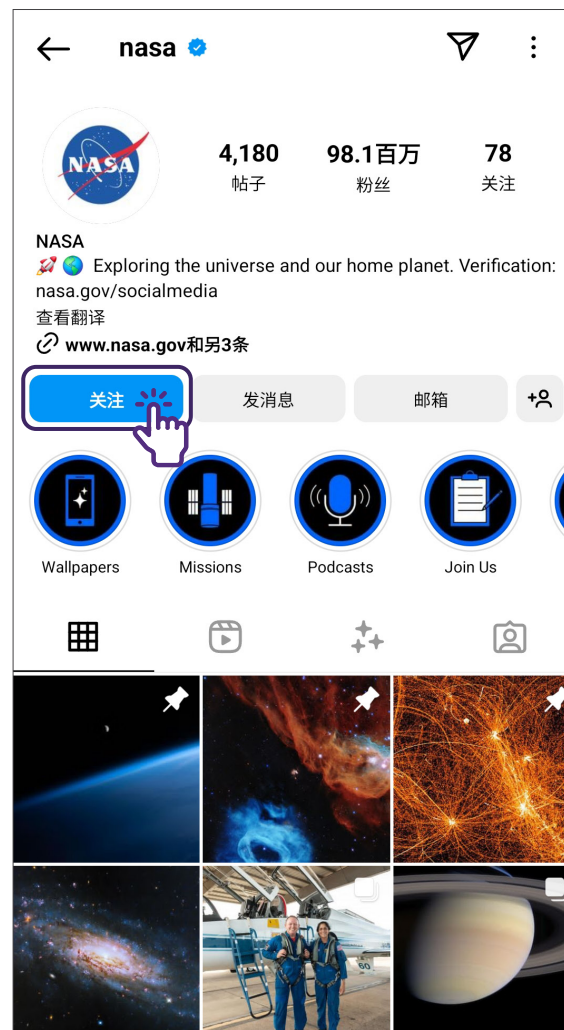 nasa
NASA
4,180 98.1百万 78
帖子 粉丝 关注
NASA
Exploring the universe and our home planet. Verification:
nasa.gov/socialmedia
查看翻译
www.nasa.gov和另3条
关注 发消息 邮箱
Wallpapers Missions Podcasts Join Us
60